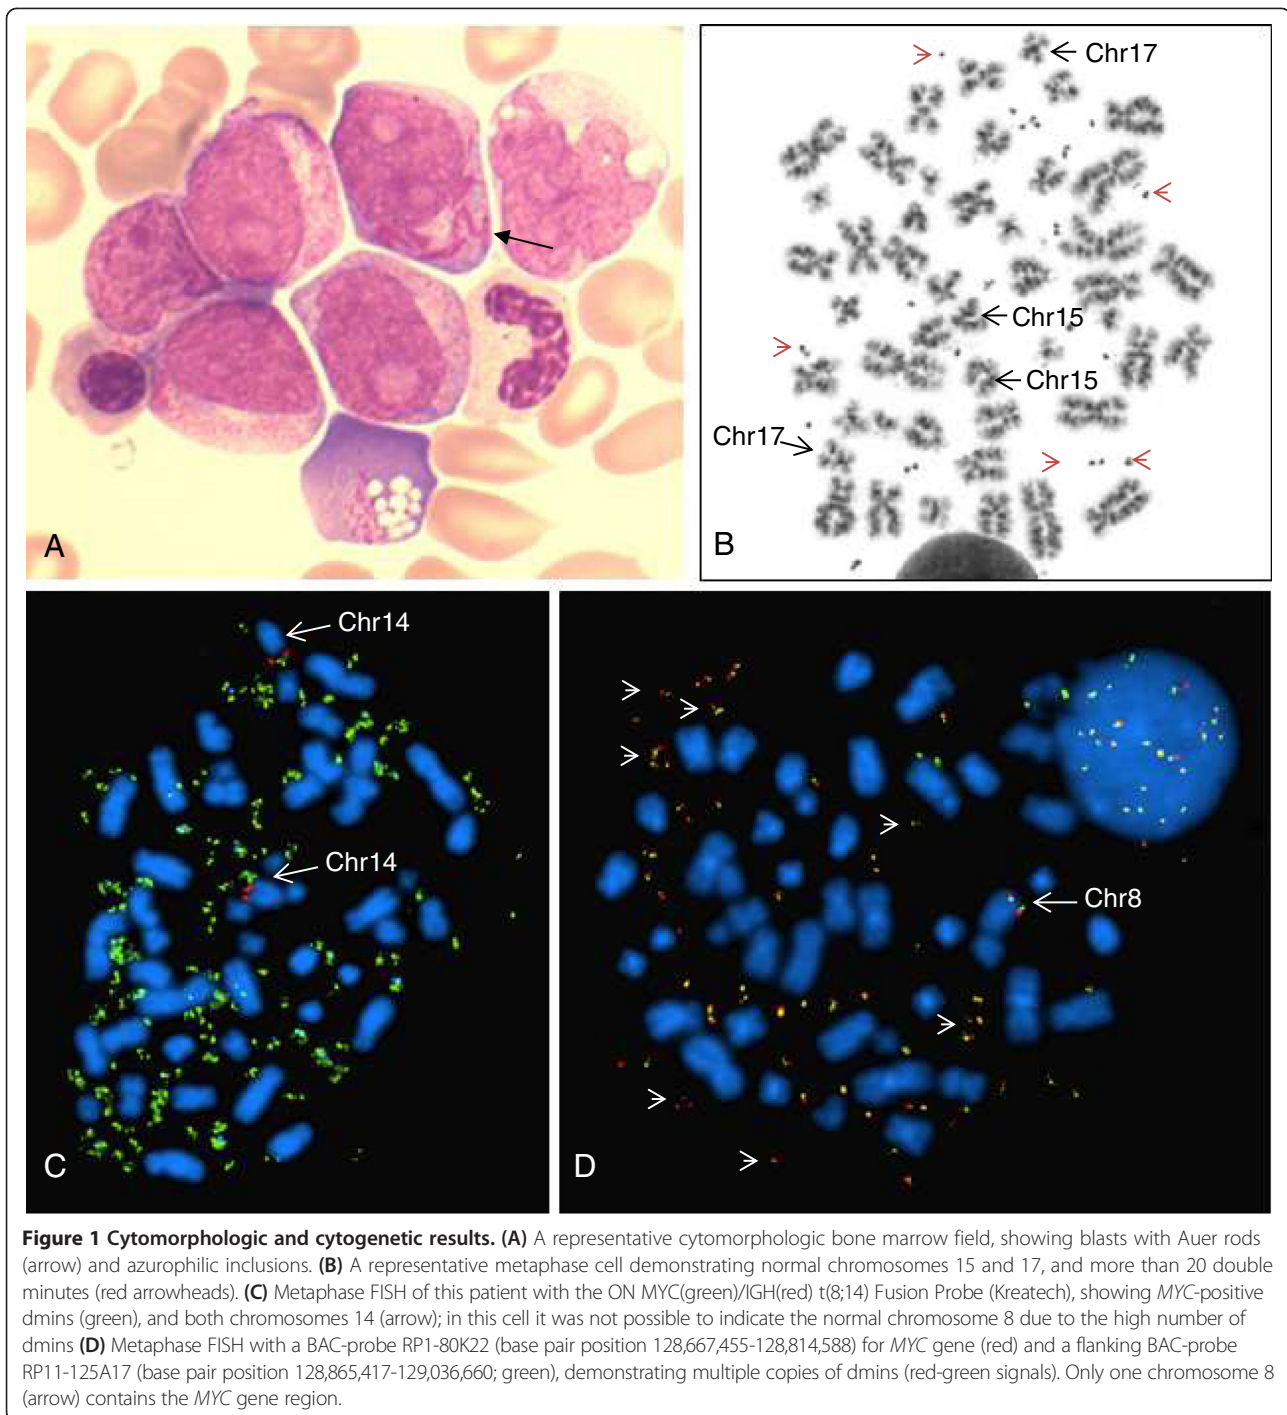 Chr17
Chr15
Chr15
Chr17
A
B
Chr14
Chr14
Chr8
C
D
Figure 1 Cytomorphologic and cytogenetic results. (A) A representative cytomorphologic bone marrow field, showing blasts with Auer rods
(arrow) and azurophilic inclusions. (B) A representative metaphase cell demonstrating normal chromosomes 15 and 17, and more than 20 double
minutes (red arrowheads). (C) Metaphase FISH of this patient with the ON MYC(green)/IGH(red) t(8;14) Fusion Probe (Kreatech), showing MYC-positive
dmins (green), and both chromosomes 14 (arrow); in this cell it was not possible to indicate the normal chromosome 8 due to the high number of
dmins (D) Metaphase FISH with a BAC-probe RP1-80K22 (base pair position 128,667,455-128,814,588) for MYC gene (red) and a flanking BAC-probe
RP11-125A17 (base pair position 128,865,417-129,036,660; green), demonstrating multiple copies of dmins (red-green signals). Only one chromosome 8
(arrow) contains the MYC gene region.